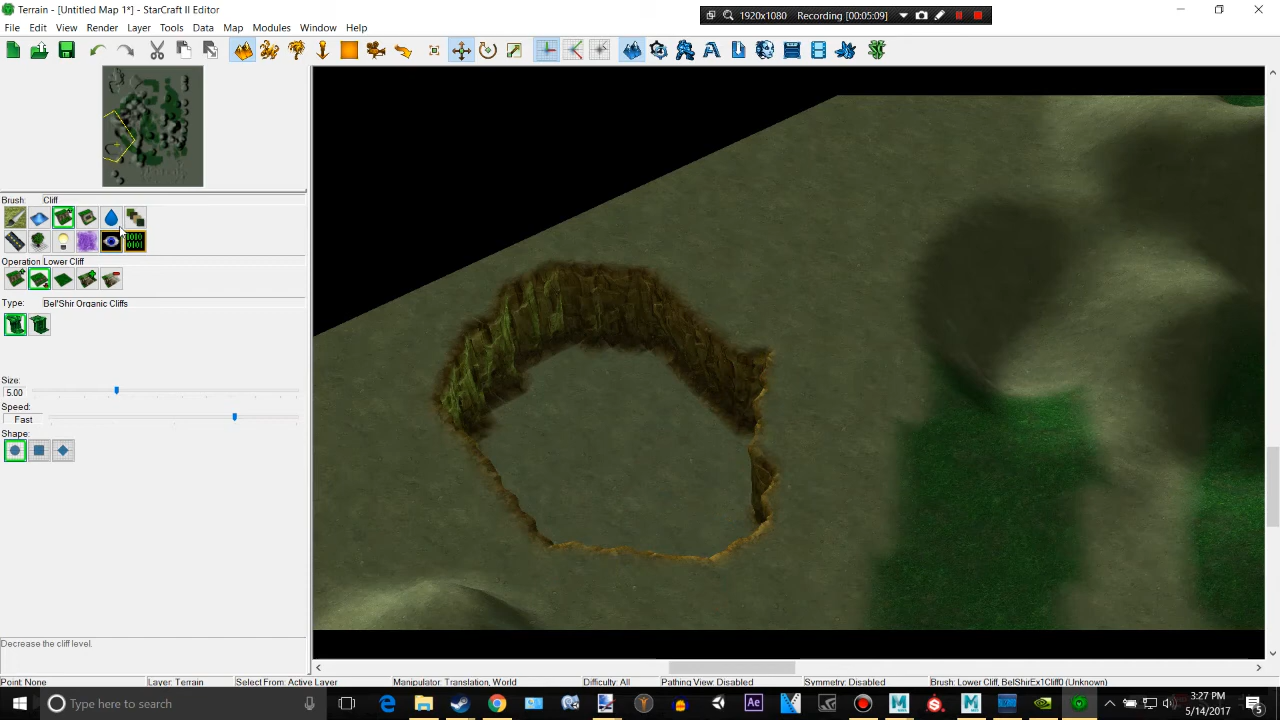 Terrain - [Untitled Map 1*] - StarCraft II Editor
1920x1080 Recording [00:05:09]
File Edit View Render Layer Tools Data Map Modules Window Help
Brush: Cliff
Operation Lower Cliff
Type: Bel'Shir Organic Cliffs
Size:
5.00
Speed:
Fast
Shape:
Decrease the cliff level.
Point: None Layer: Terrain Select From: Active Layer Manipulator: Translation, World Difficulty: All Pathing View: Disabled Symmetry: Disabled Brush: Lower Cliff, BelShirEx1Cliff0 (Unknown)
Type here to search
Ae
3:27 PM
5/14/2017
5